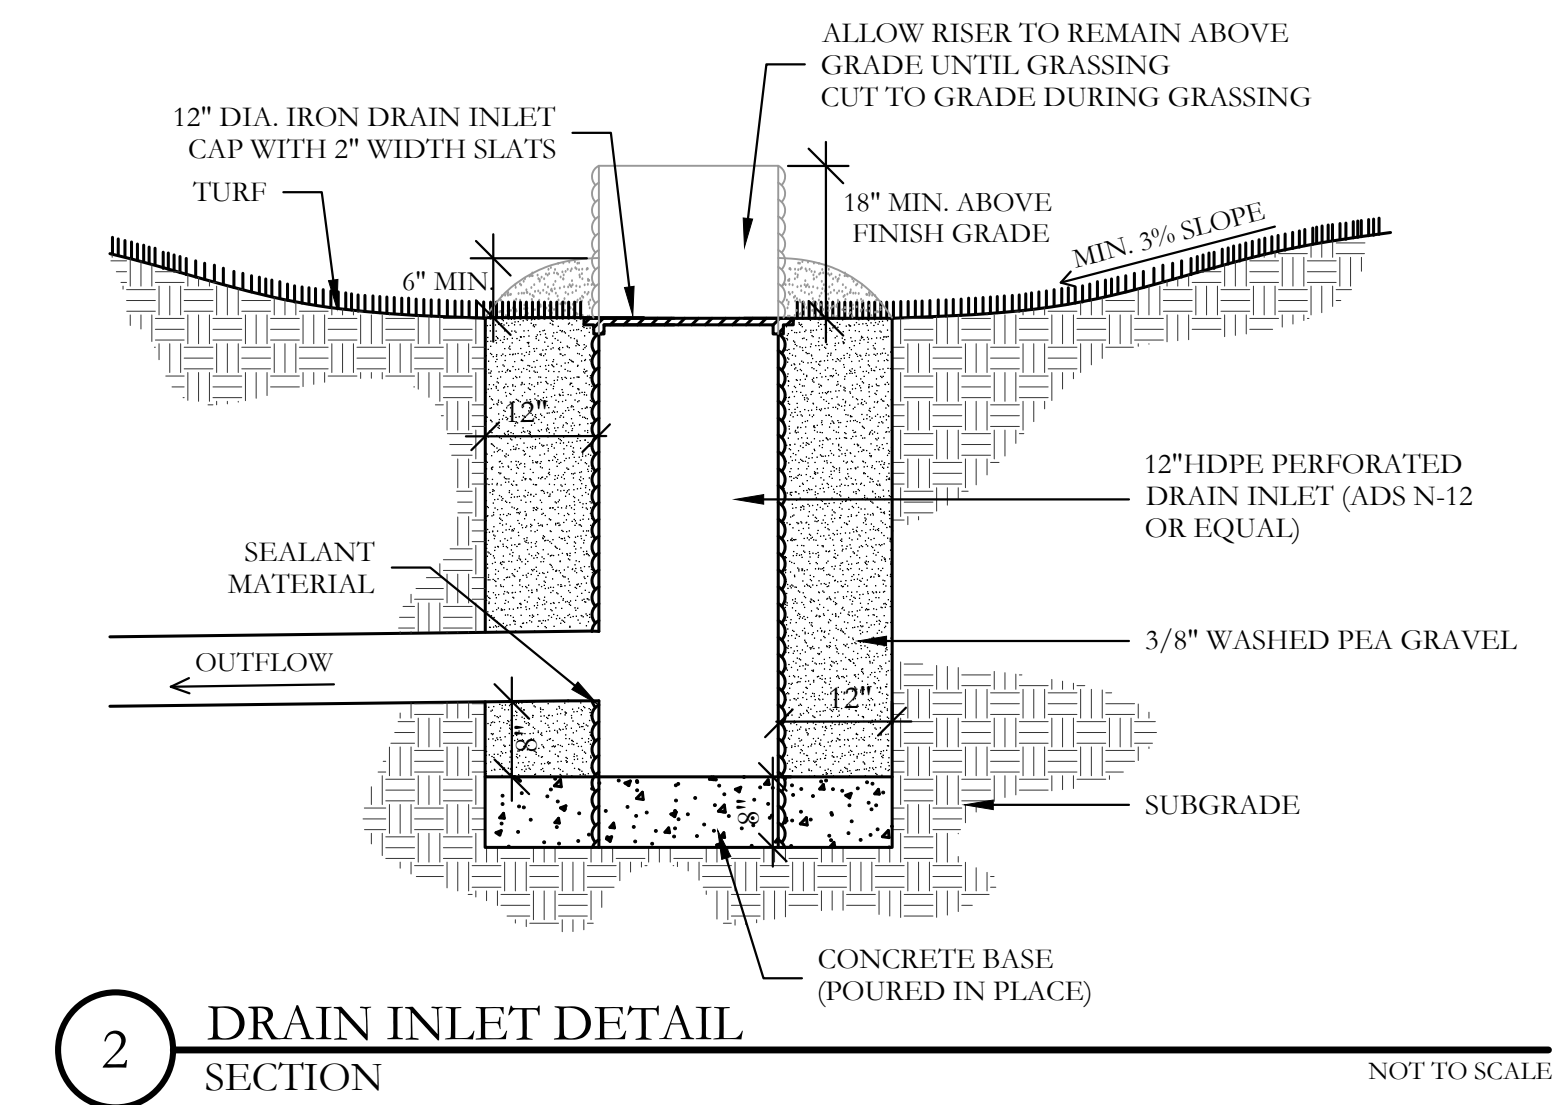 ALLOW RISER TO REMAIN ABOVE
GRADE UNTIL GRASSING
CUT TO GRADE DURING GRASSING
12" DIA. IRON DRAIN INLET
CAP WITH 2" WIDTH SLATS
TURF
18" MIN. ABOVE
FINISH GRADE
MIN. 3% SLOPE
6" MIN.
12"
12"HDPE PERFORATED
DRAIN INLET (ADS N-12
OR EQUAL)
SEALANT
MATERIAL
3/8" WASHED PEA GRAVEL
OUTFLOW
12"
8"
8"
SUBGRADE
CONCRETE BASE
(POURED IN PLACE)
2
DRAIN INLET DETAIL
SECTION
NOT TO SCALE